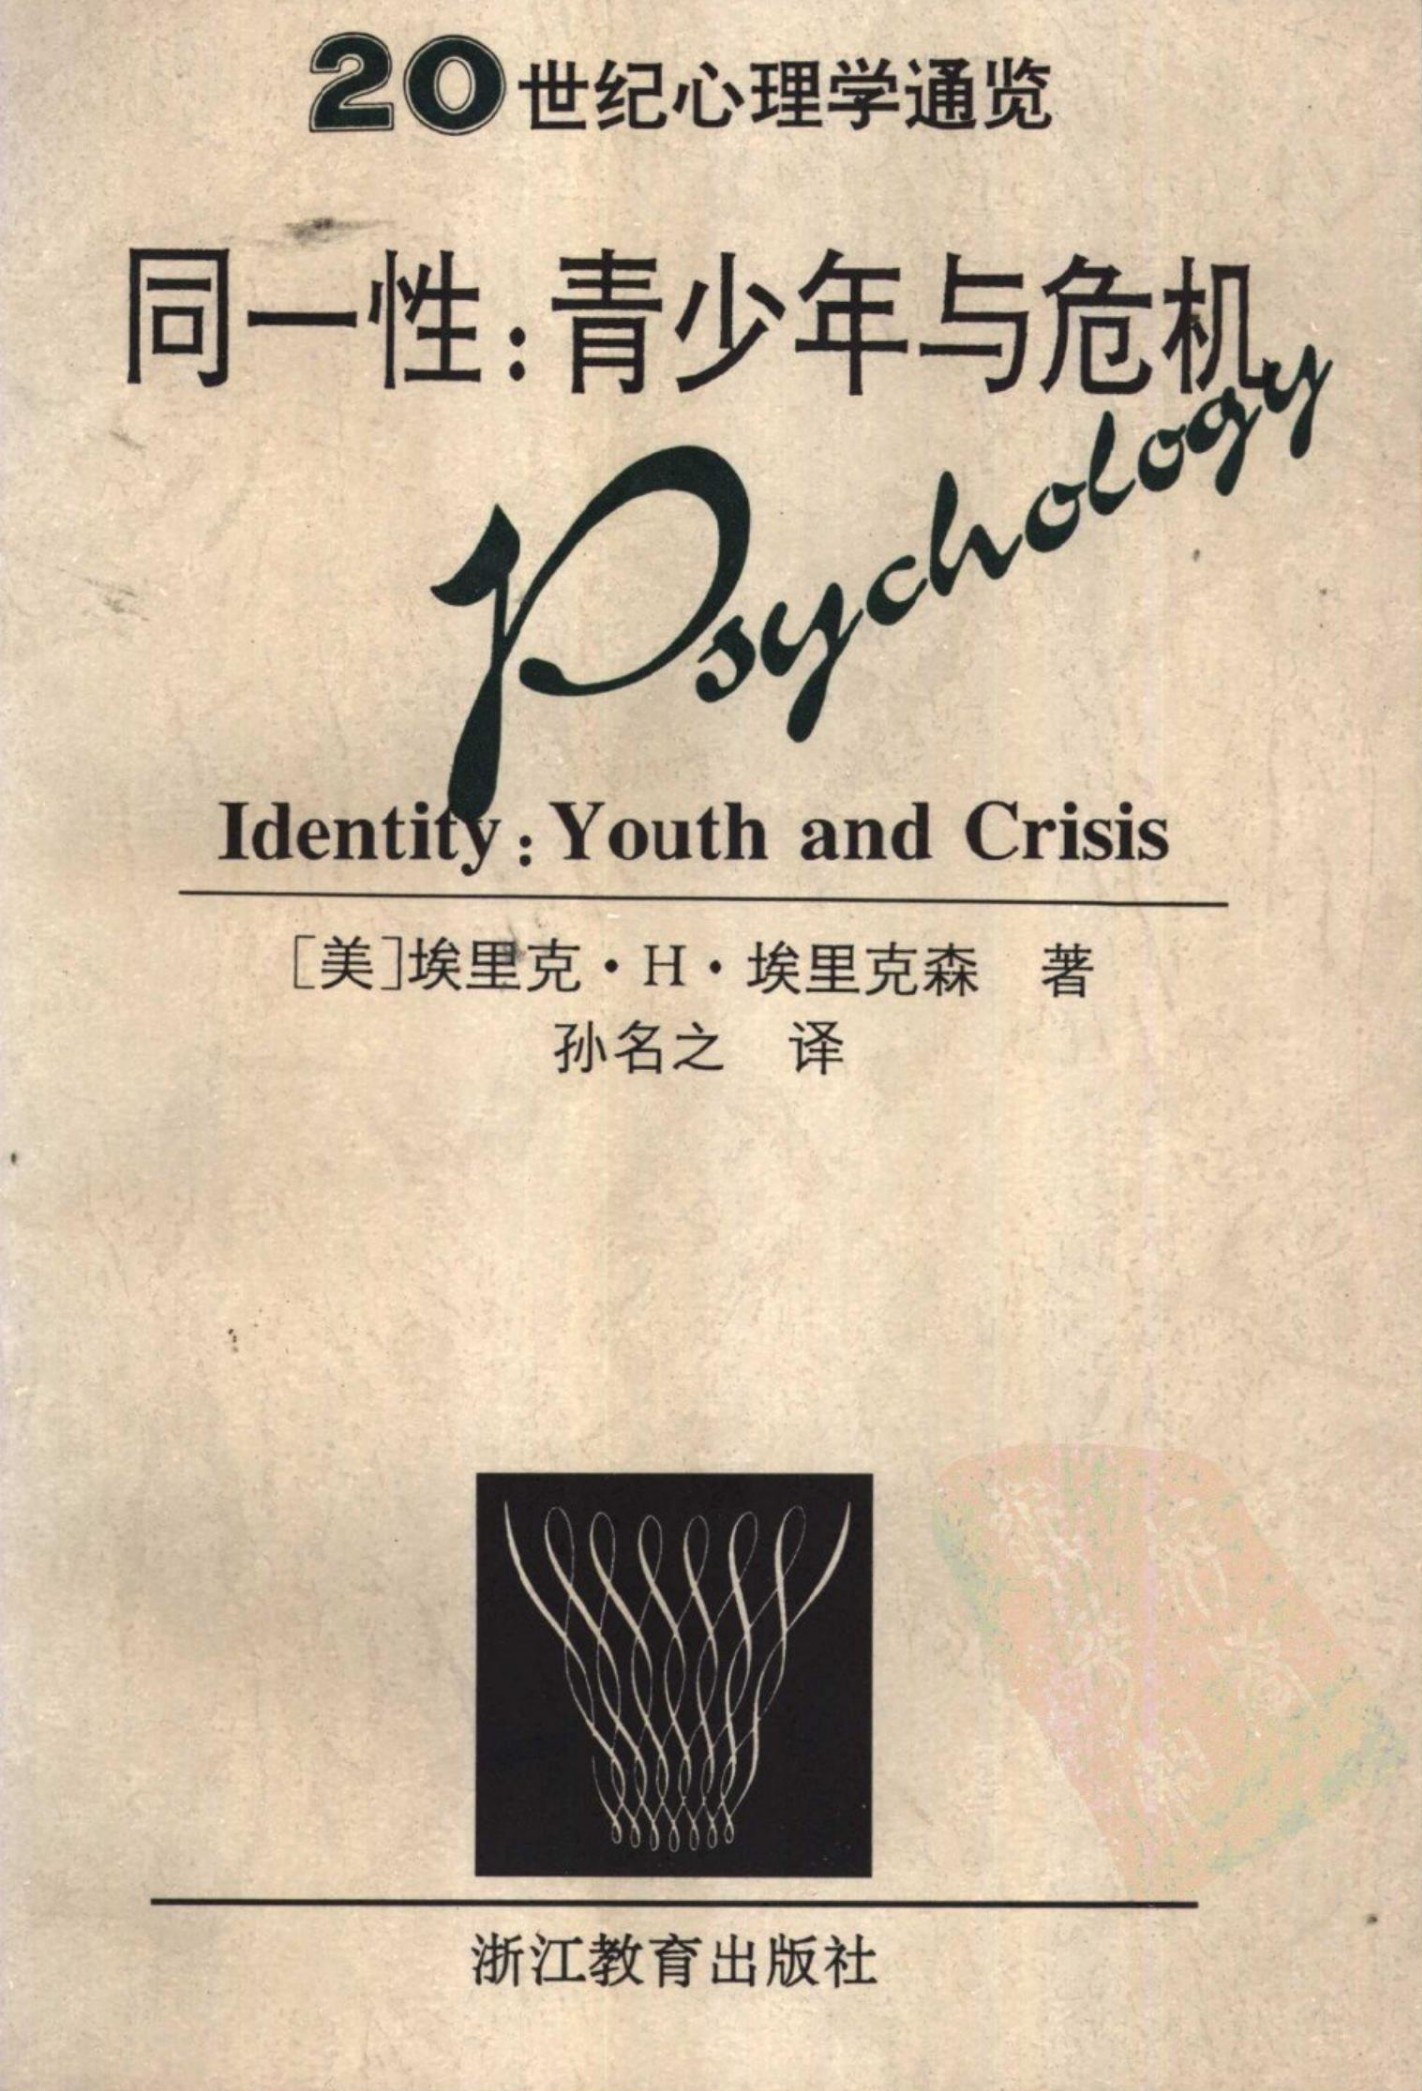 20世纪心理学通览
同一性:青少年与危机
Psychology
Identity: Youth and Crisis
[美]埃里克·H·埃里克森 著
孙名之 译
浙江教育出版社